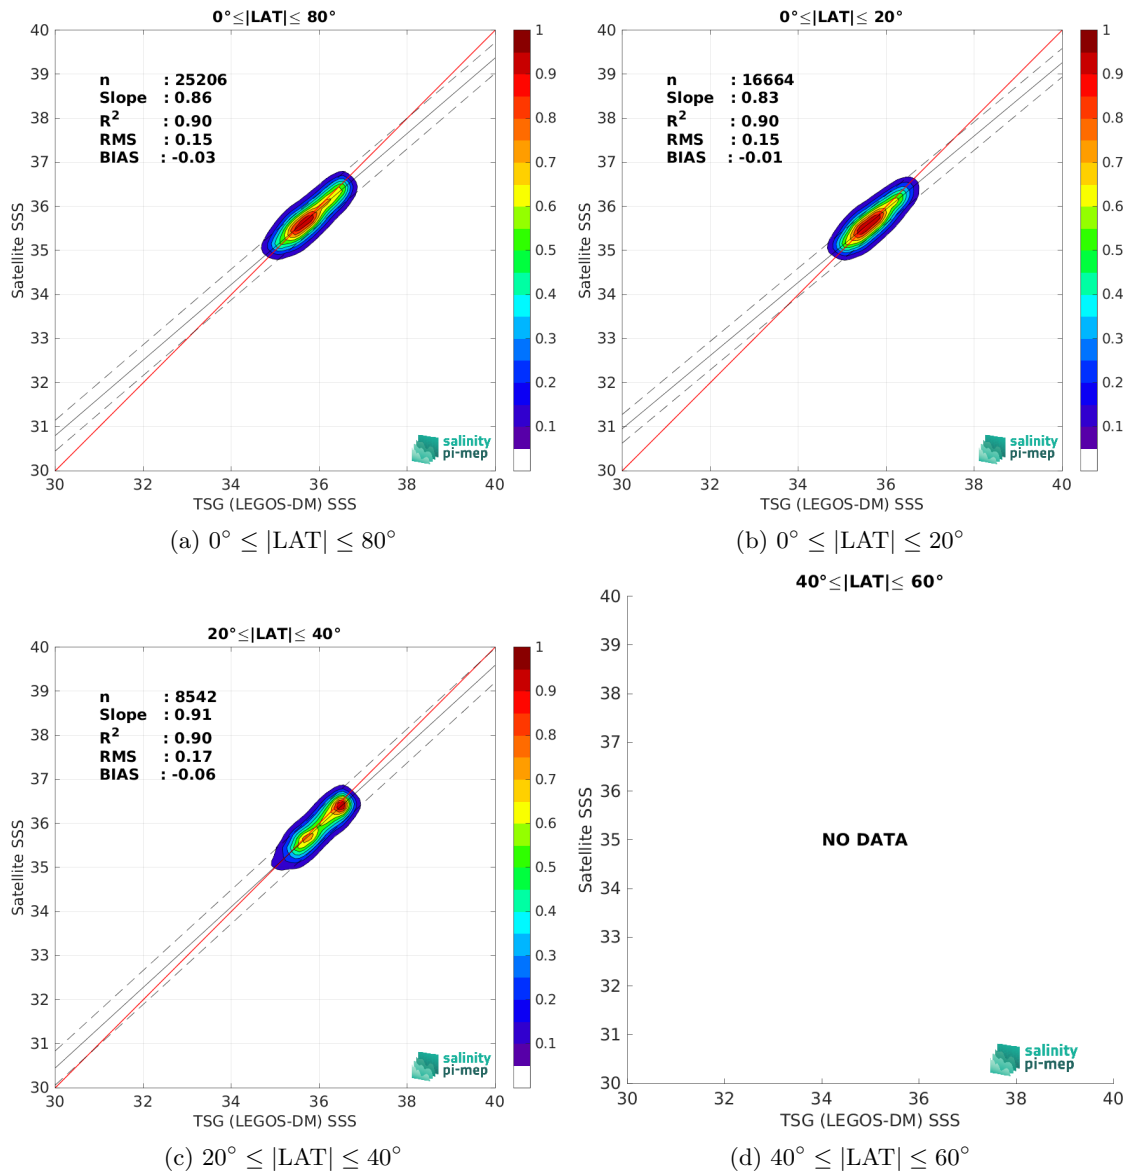 0°≤|LAT|≤ 80°
40
39
38
37
36
35
34
33
32
31
30
Satellite SSS
n : 25206
Slope : 0.86
R2 : 0.90
RMS : 0.15
BIAS : -0.03
salinity
pi-mep
30 32 34 36 38 40
TSG (LEGOS-DM) SSS
1
0.9
0.8
0.7
0.6
0.5
0.4
0.3
0.2
0.1
(a) 0° ≤ |LAT| ≤ 80°
0°≤|LAT|≤ 20°
40
39
38
37
36
35
34
33
32
31
30
Satellite SSS
n : 16664
Slope : 0.83
R2 : 0.90
RMS : 0.15
BIAS : -0.01
salinity
pi-mep
30 32 34 36 38 40
TSG (LEGOS-DM) SSS
1
0.9
0.8
0.7
0.6
0.5
0.4
0.3
0.2
0.1
(b) 0° ≤ |LAT| ≤ 20°
20°≤|LAT|≤ 40°
40
39
38
37
36
35
34
33
32
31
30
Satellite SSS
n : 8542
Slope : 0.91
R2 : 0.90
RMS : 0.17
BIAS : -0.06
salinity
pi-mep
30 32 34 36 38 40
TSG (LEGOS-DM) SSS
1
0.9
0.8
0.7
0.6
0.5
0.4
0.3
0.2
0.1
(c) 20° ≤ |LAT| ≤ 40°
40°≤|LAT|≤ 60°
40
39
38
37
36
35
34
33
32
31
30
Satellite SSS
NO DATA
salinity
pi-mep
30 32 34 36 38 40
TSG (LEGOS-DM) SSS
(d) 40° ≤ |LAT| ≤ 60°